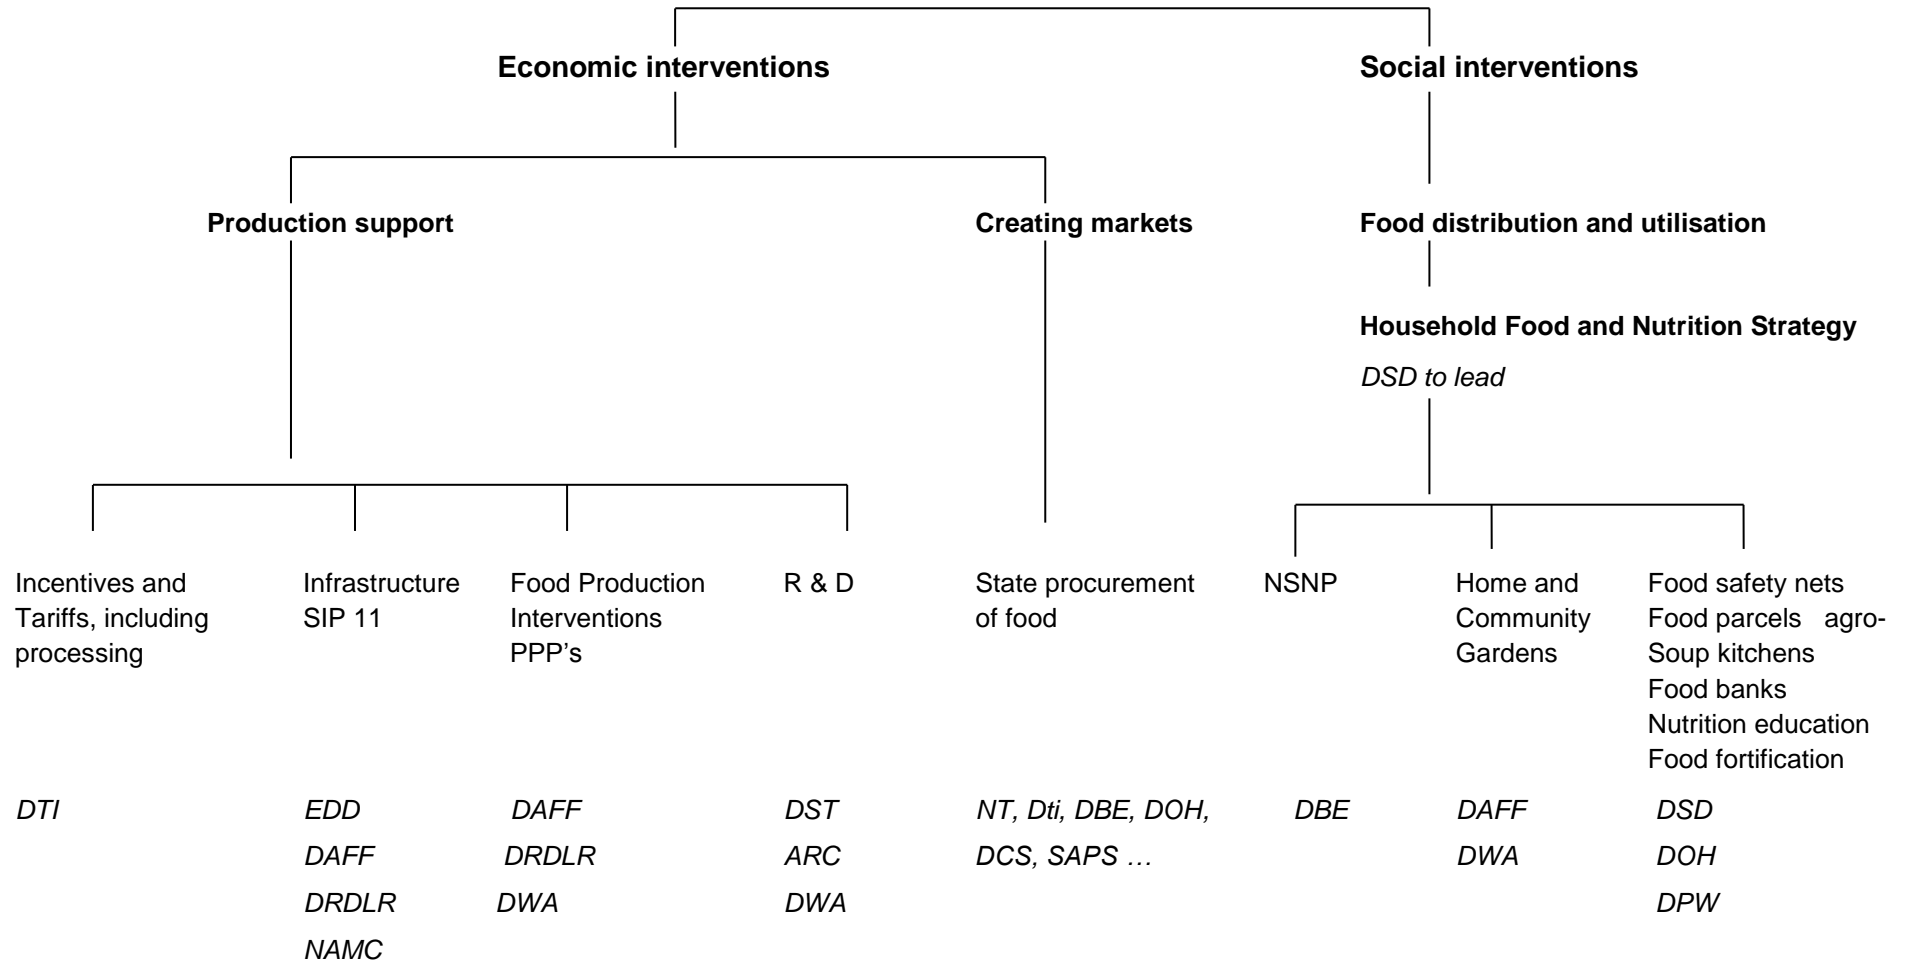 Economic interventions
Social interventions
Production support
Creating markets
Food distribution and utilisation
Household Food and Nutrition Strategy
DSD to lead
Incentives and
Tariffs, including
processing
Infrastructure
SIP 11
Food Production
Interventions
PPP’s
R & D
State procurement
of food
NSNP
Home and
Community
Gardens
Food safety nets
Food parcels agro-
Soup kitchens
Food banks
Nutrition education
Food fortification
DTI
EDD
DAFF
DRDLR
NAMC
DAFF
DRDLR
DWA
DST
ARC
DWA
NT, Dti, DBE, DOH,
DCS, SAPS …
DBE
DAFF
DWA
DSD
DOH
DPW